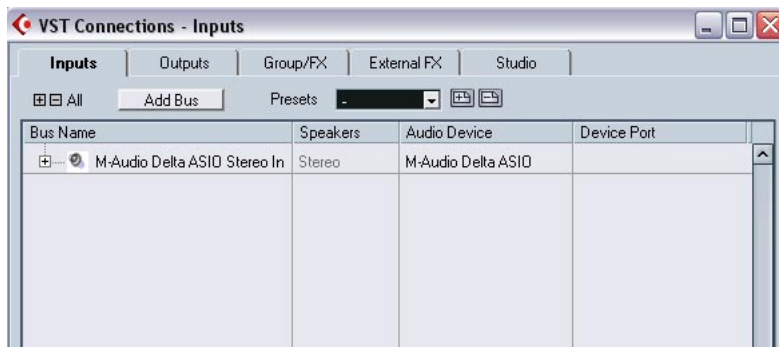 VST Connections - Inputs
Inputs Outputs Group/FX External FX Studio
All Add Bus Presets -
Bus Name Speakers Audio Device Device Port
M-Audio Delta ASIO Stereo In Stereo M-Audio Delta ASIO